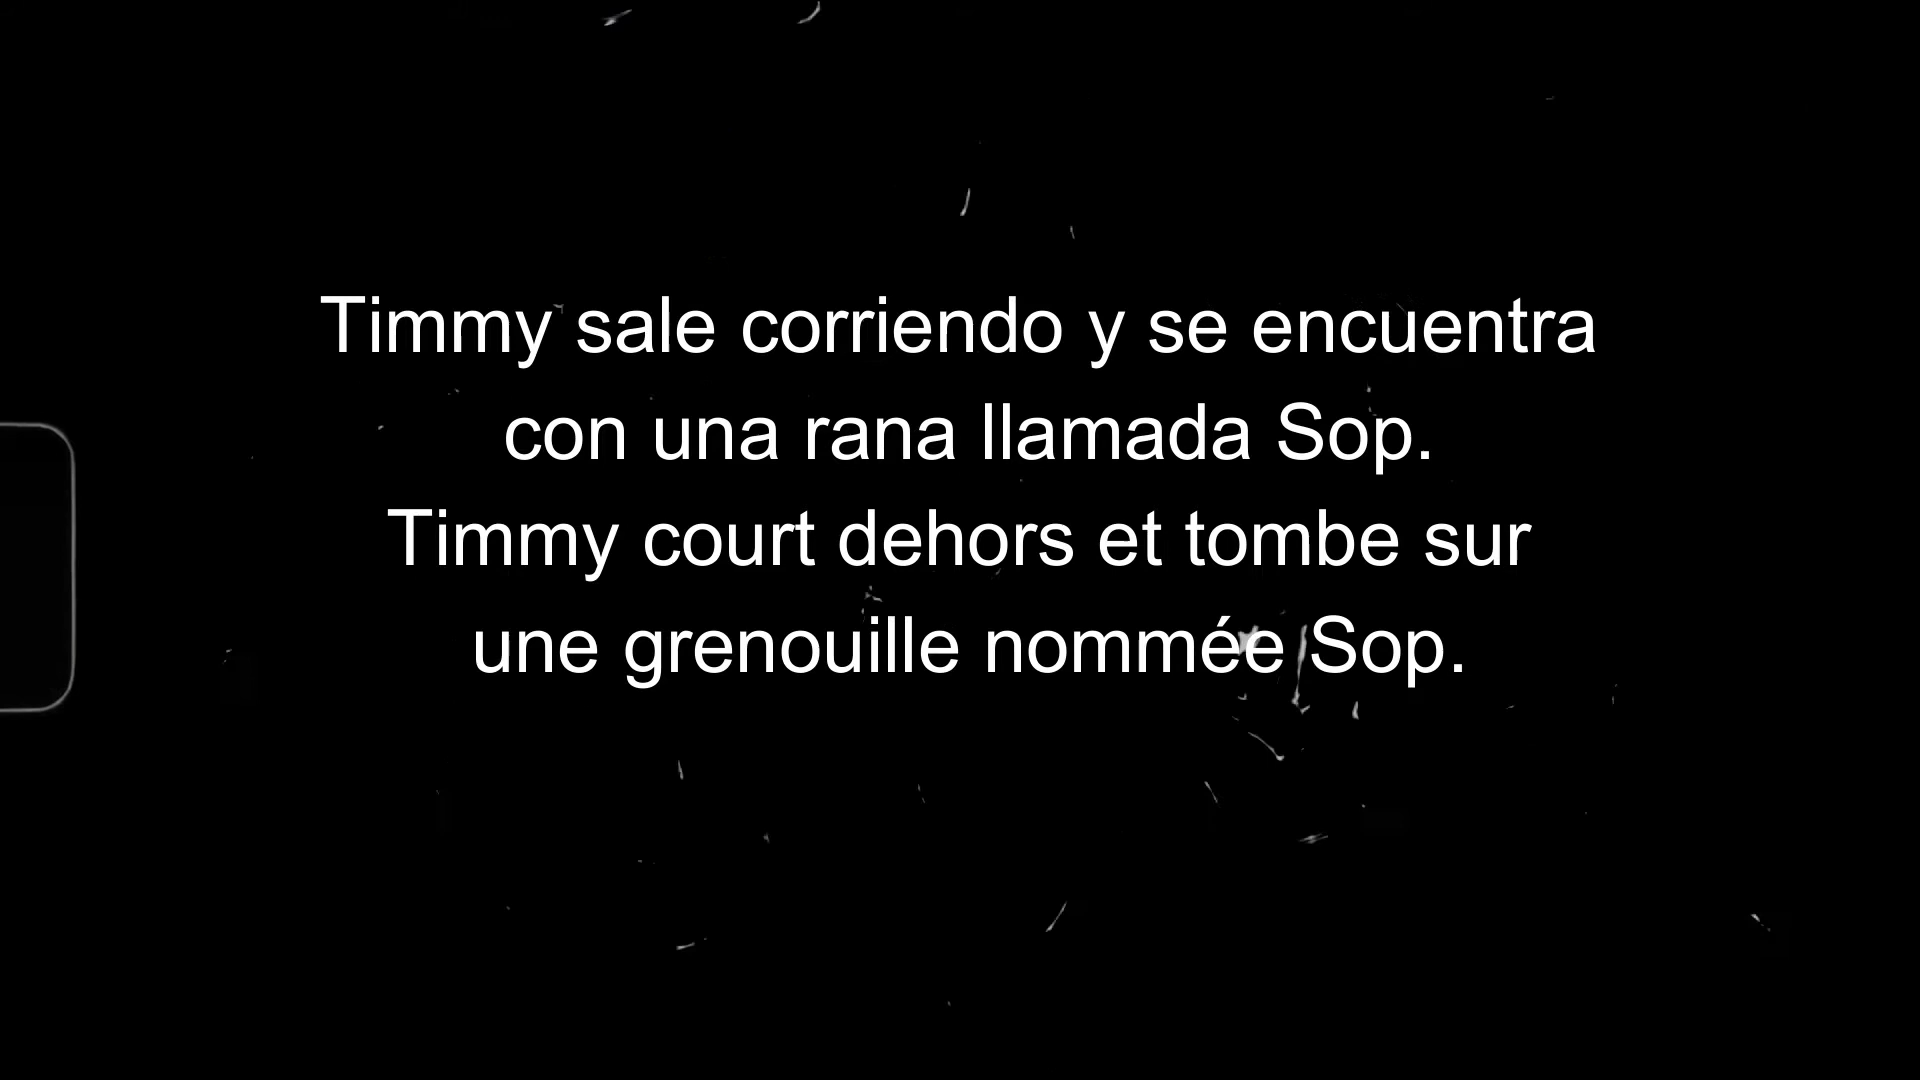 Timmy sale corriendo y se encuentra
con una rana llamada Sop.
Timmy court dehors et tombe sur
une grenouille nommée Sop.